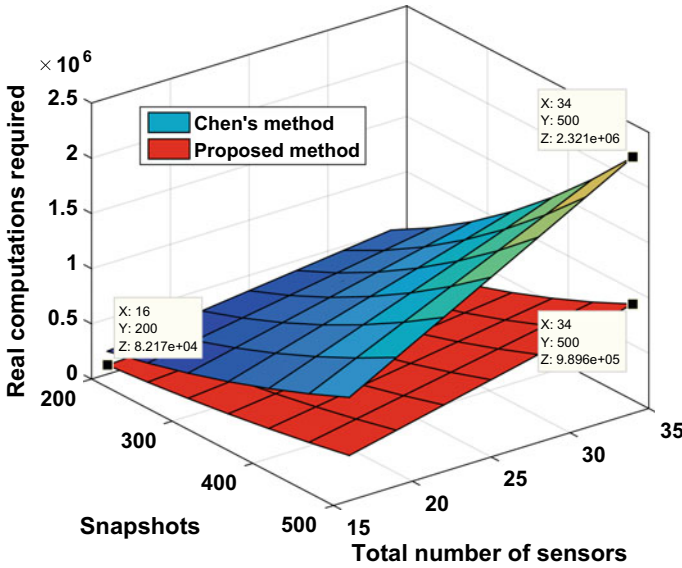 × 10^6
2.5
2
1.5
1
0.5
0
Real computations required
Chen's method
Proposed method
X: 34
Y: 500
Z: 2.321e+06
X: 16
Y: 200
Z: 8.217e+04
X: 34
Y: 500
Z: 9.896e+05
200
300
400
500
Snapshots
15
20
25
30
35
Total number of sensors